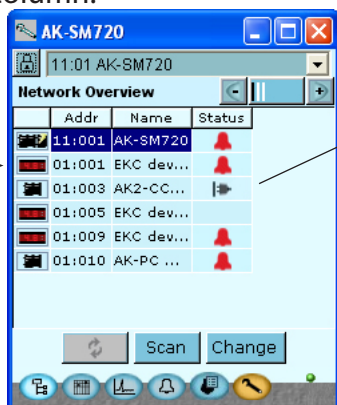 column.
AK-SM720
11:01 AK-SM720
Network Overview
Addr Name Status
11:001 AK-SM720
01:001 EKC dev...
01:003 AK2-CC...
01:005 EKC dev...
01:009 EKC dev...
01:010 AK-PC ...
Scan Change